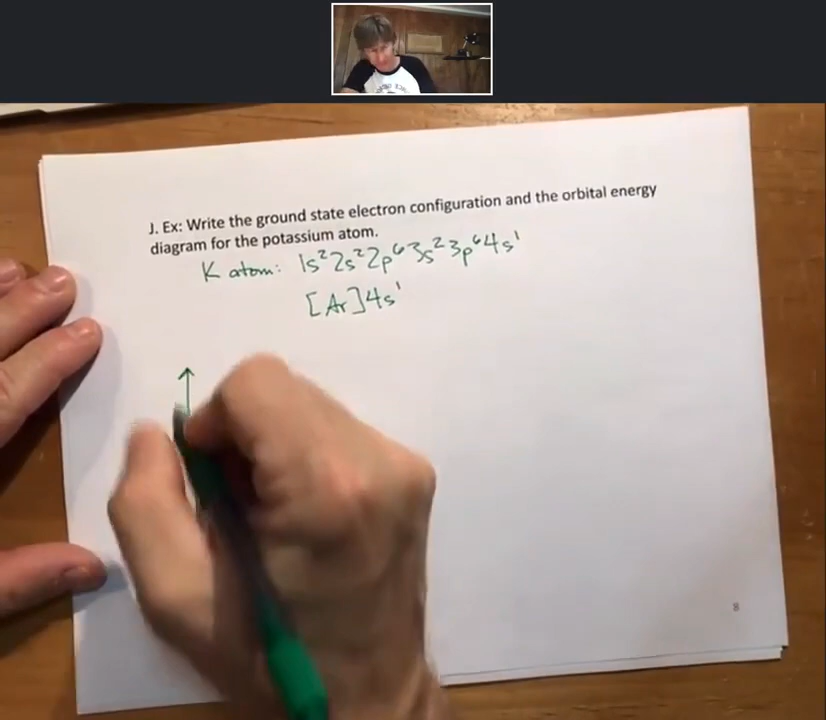 J. Ex: Write the ground state electron configuration and the orbital energy
diagram for the potassium atom.
K atom: 1s²2s²2p⁶3s²3p⁶4s¹
[Ar]4s¹
8